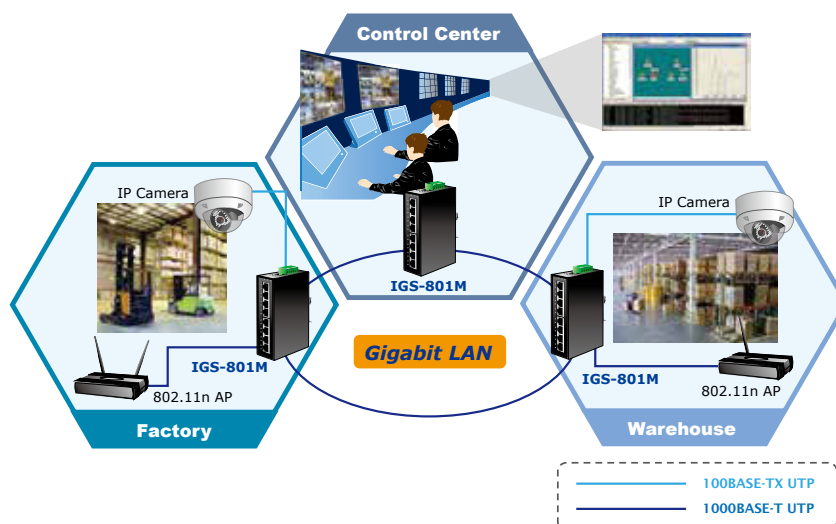 Control Center
IP Camera
IP Camera
IGS-801M
Gigabit LAN
IGS-801M
IGS-801M
802.11n AP
802.11n AP
Factory
Warehouse
100BASE-TX UTP
1000BASE-T UTP